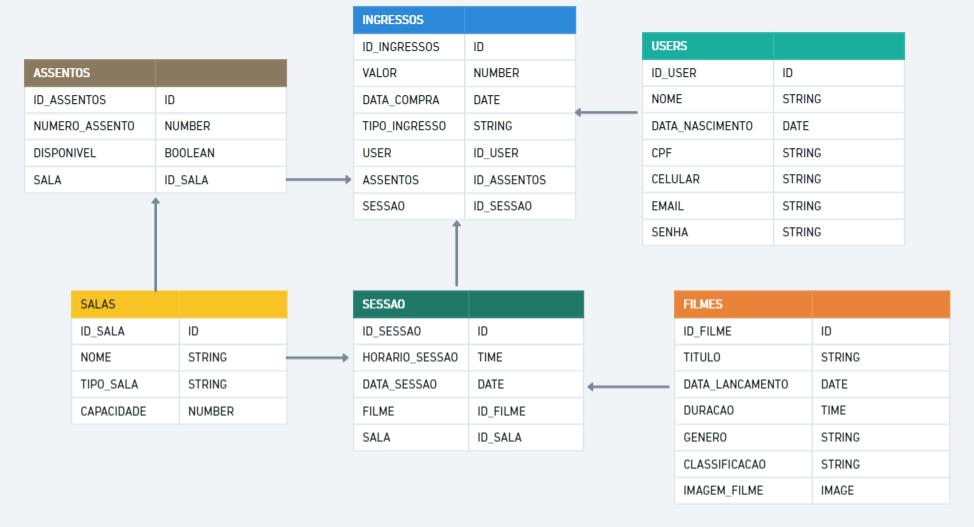 INGRESSOS
ID_INGRESSOS ID
VALOR NUMBER
DATA_COMPRA DATE
TIPO_INGRESSO STRING
USER ID_USER
ASSENTOS ID_ASSENTOS
SESSAO ID_SESSAO
USERS
ID_USER ID
NOME STRING
DATA_NASCIMENTO DATE
CPF STRING
CELULAR STRING
EMAIL STRING
SENHA STRING
ASSENTOS
ID_ASSENTOS ID
NUMERO_ASSENTO NUMBER
DISPONIVEL BOOLEAN
SALA ID_SALA
SALAS
ID_SALA ID
NOME STRING
TIPO_SALA STRING
CAPACIDADE NUMBER
SESSAO
ID_SESSAO ID
HORARIO_SESSAO TIME
DATA_SESSAO DATE
FILME ID_FILME
SALA ID_SALA
FILMES
ID_FILME ID
TITULO STRING
DATA_LANCAMENTO DATE
DURACAO TIME
GENERO STRING
CLASSIFICACAO STRING
IMAGEM_FILME IMAGE